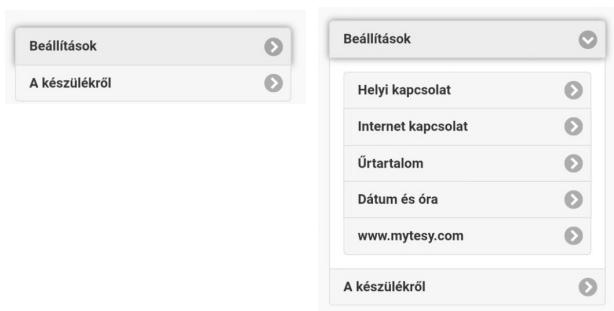 Beállítások
A készülékről
Beállítások
Helyi kapcsolat
Internet kapcsolat
Űrtartalom
Dátum és óra
www.mytesy.com
A készülékről